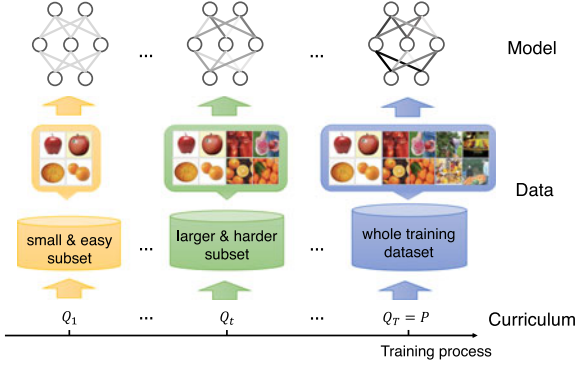 Model
...
...
Data
small & easy
subset
...
larger & harder
subset
...
whole training
dataset
Q1
...
Qt
...
QT = P
Curriculum
Training process